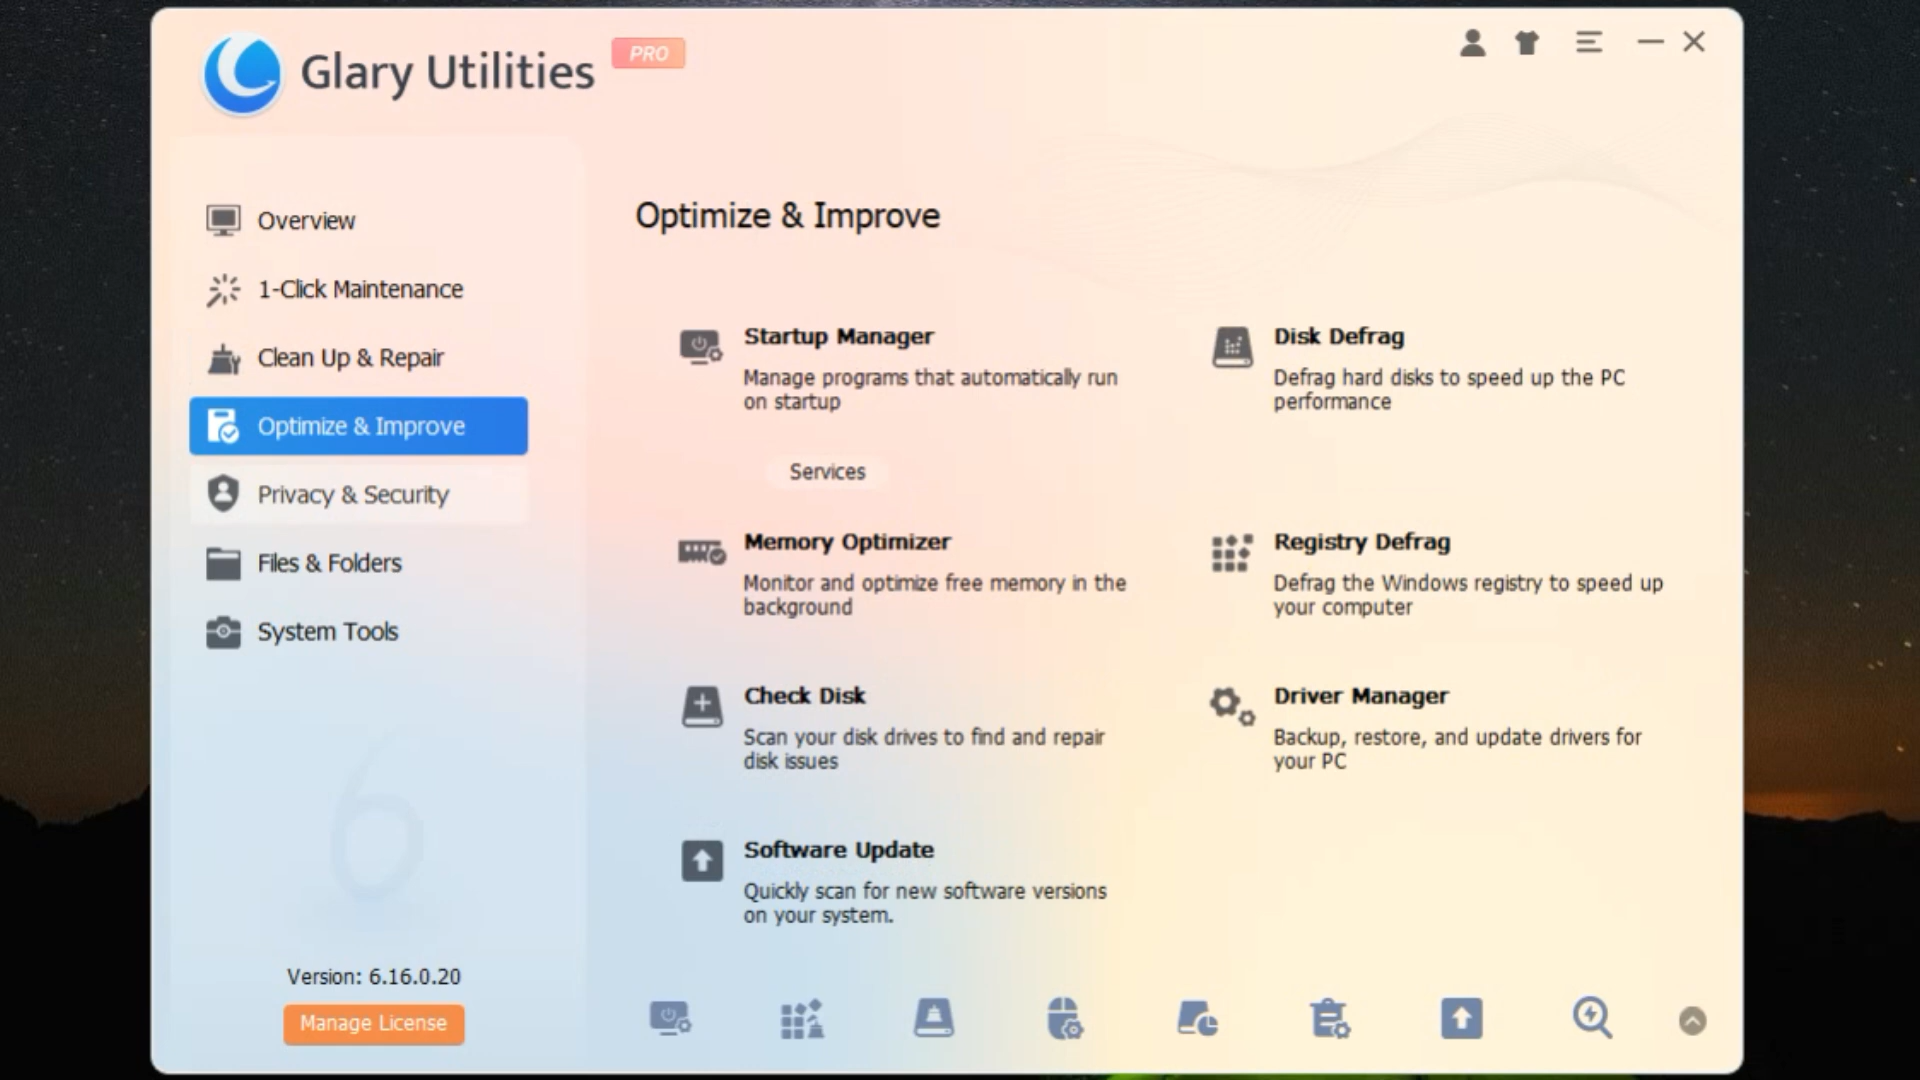 Glary Utilities PRO
Overview
1-Click Maintenance
Clean Up & Repair
Optimize & Improve
Privacy & Security
Files & Folders
System Tools
6
Version: 6.16.0.20
Manage License
Optimize & Improve
Startup Manager
Manage programs that automatically run
on startup
Services
Disk Defrag
Defrag hard disks to speed up the PC
performance
Memory Optimizer
Monitor and optimize free memory in the
background
Registry Defrag
Defrag the Windows registry to speed up
your computer
Check Disk
Scan your disk drives to find and repair
disk issues
Driver Manager
Backup, restore, and update drivers for
your PC
Software Update
Quickly scan for new software versions
on your system.